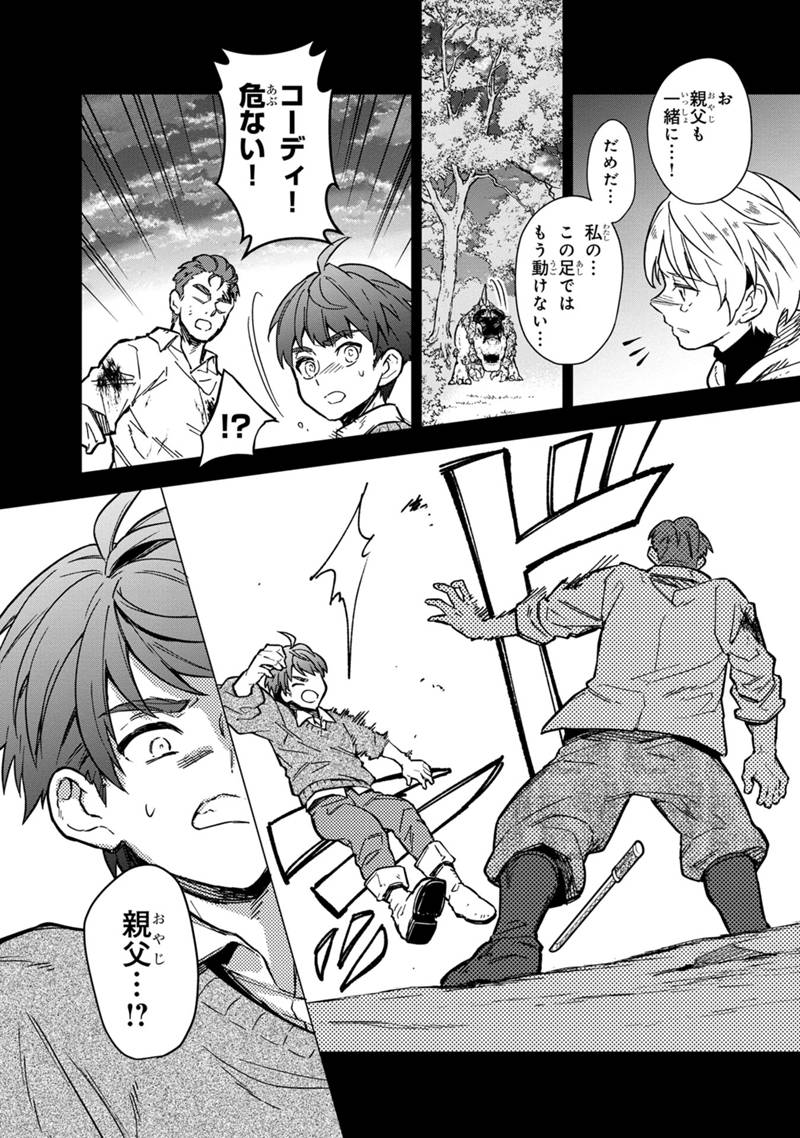 お
親父も
一緒に…！
だめだ…
私の…
この足では
もう動けない…
コーディ！
危ない！
！？
ドン
親父…！？